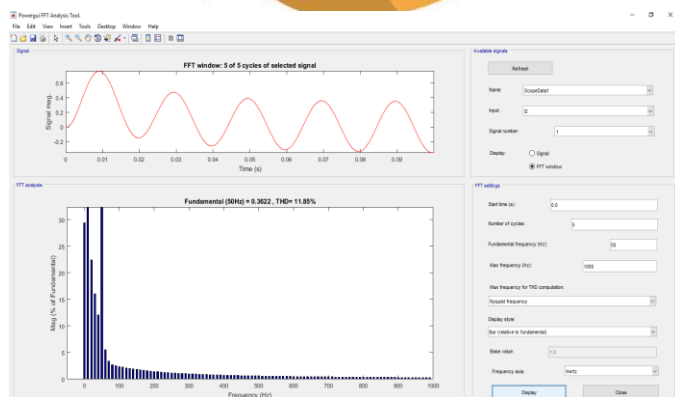 Powergui FFT Analysis Tool.
File Edit View Insert Tools Desktop Window Help
Signal
FFT window: 5 of 5 cycles of selected signal
Signal mag.
0.6
0.4
0.2
0
-0.2
0 0.01 0.02 0.03 0.04 0.05 0.06 0.07 0.08 0.09
Time (s)
FFT analysis
Fundamental (50Hz) = 0.3622 , THD= 11.85%
Mag (% of Fundamental)
30
25
20
15
10
5
0
0 100 200 300 400 500 600 700 800 900 1000
Frequency (Hz)
Available signals
Refresh
Name: ScopeData1
Input:
Signal number: 1
Display: Signal
FFT window
FFT settings
Start time (s): 0.0
Number of cycles: 5
Fundamental frequency (Hz): 50
Max frequency (Hz): 1000
Max frequency for THD computation:
Nyquist frequency
Display style:
Bar (relative to fundamental)
Base value: 1.0
Frequency axis: Hertz
Display Close